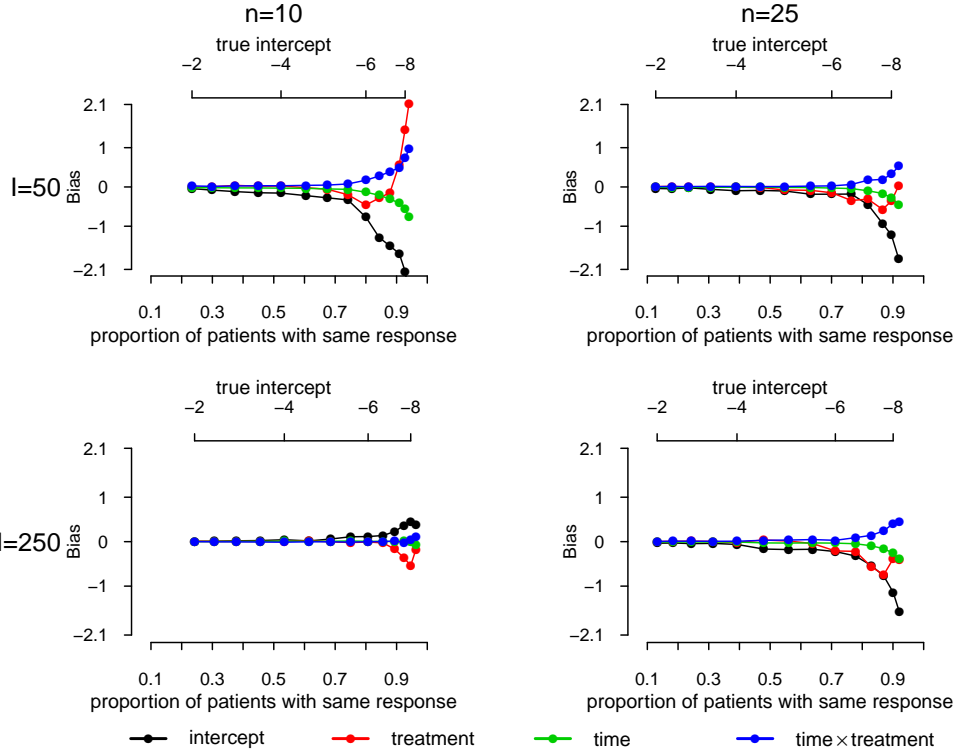 n=10 n=25
true intercept true intercept
−2 −4 −6 −8 −2 −4 −6 −8
2.1 2.1
1 1
I=50 Bias 0 Bias 0
−1 −1
−2.1 −2.1
0.1 0.3 0.5 0.7 0.9 0.1 0.3 0.5 0.7 0.9
proportion of patients with same response proportion of patients with same response
true intercept true intercept
−2 −4 −6 −8 −2 −4 −6 −8
2.1 2.1
1 1
I=250 Bias 0 Bias 0
−1 −1
−2.1 −2.1
0.1 0.3 0.5 0.7 0.9 0.1 0.3 0.5 0.7 0.9
proportion of patients with same response proportion of patients with same response
intercept treatment time time×treatment